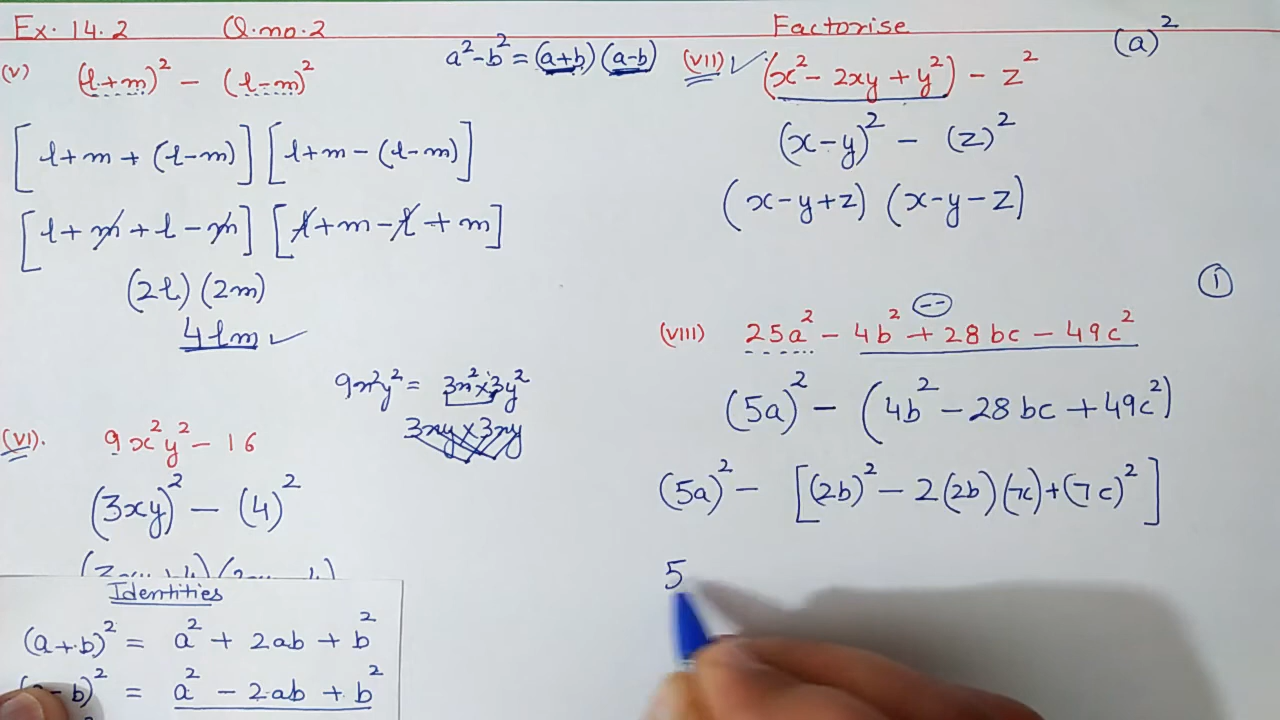 Ex. 14.2 Q.no.2 Factorise
(a)²
a²-b² = (a+b)(a-b)
(v) (l+m)² - (l-m)²
[l+m+(l-m)] [l+m-(l-m)]
[l+m+l-m] [l+m-l+m]
(2l)(2m)
4lm ✓
9x²y² = 3x²×3y²
3xy×3xy
(VI). 9x²y² - 16
(3xy)² - (4)²
Identities
(a+b)² = a² + 2ab + b²
b)² = a² - 2ab + b²
(VII) ✓ (x² - 2xy + y²) - z²
(x-y)² - (z)²
(x-y+z) (x-y-z)
①
--
(VIII) 25a² - 4b² + 28bc - 49c²
(5a)² - (4b² - 28bc + 49c²)
(5a)² - [(2b)² - 2(2b)(7c)+(7c)²]
5